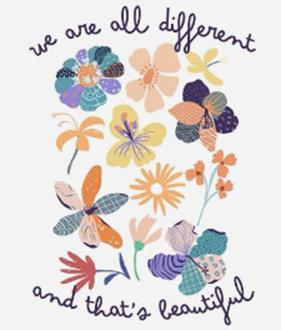 we are all different
and that's beautiful